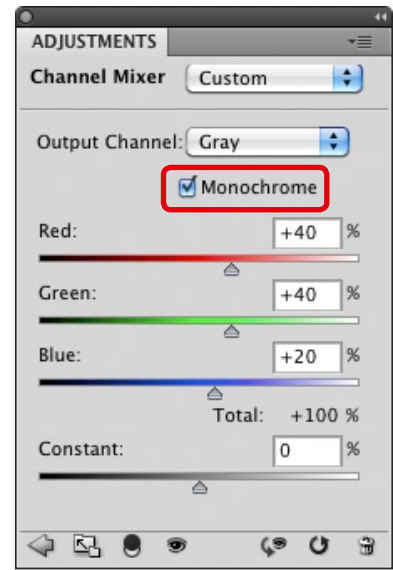 ADJUSTMENTS
Channel Mixer Custom
Output Channel: Gray
Monochrome
Red: +40 %
Green: +40 %
Blue: +20 %
Total: +100 %
Constant: 0 %